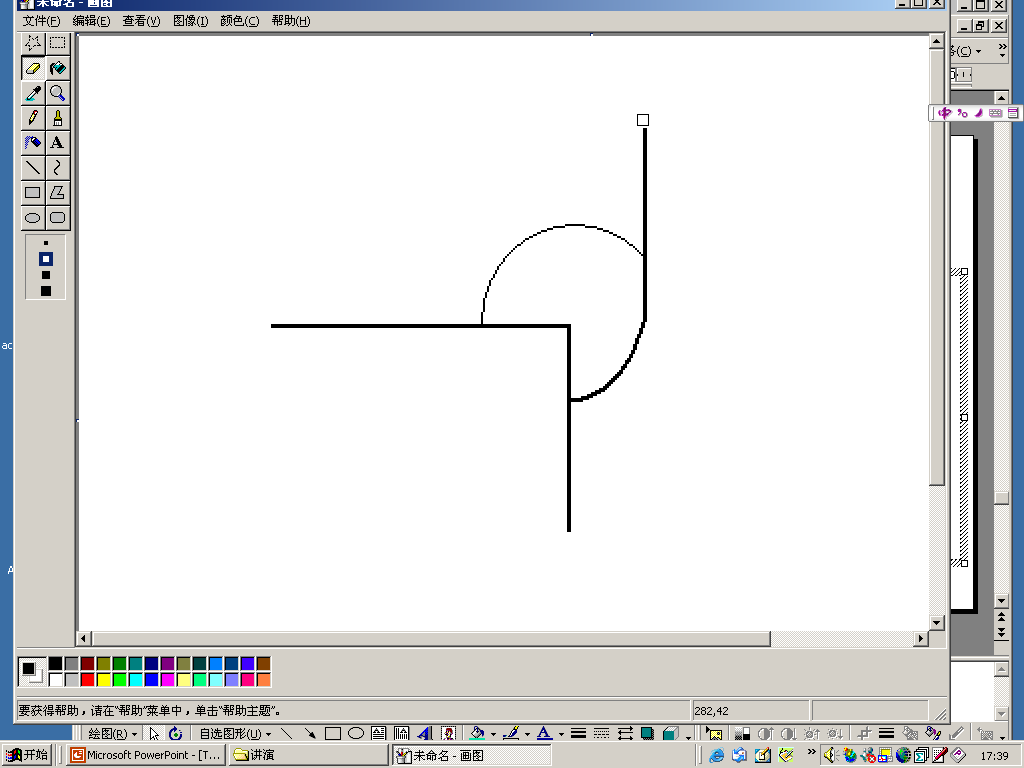 未命名 - 画图
文件(F) 编辑(E) 查看(V) 图像(I) 颜色(C) 帮助(H)
(C)
A
ac
A
要获得帮助，请在“帮助”菜单中，单击“帮助主题”。
282,42
绘图(R) 自选图形(U)
开始
Microsoft PowerPoint - [T...
讲演
未命名 - 画图
17:39